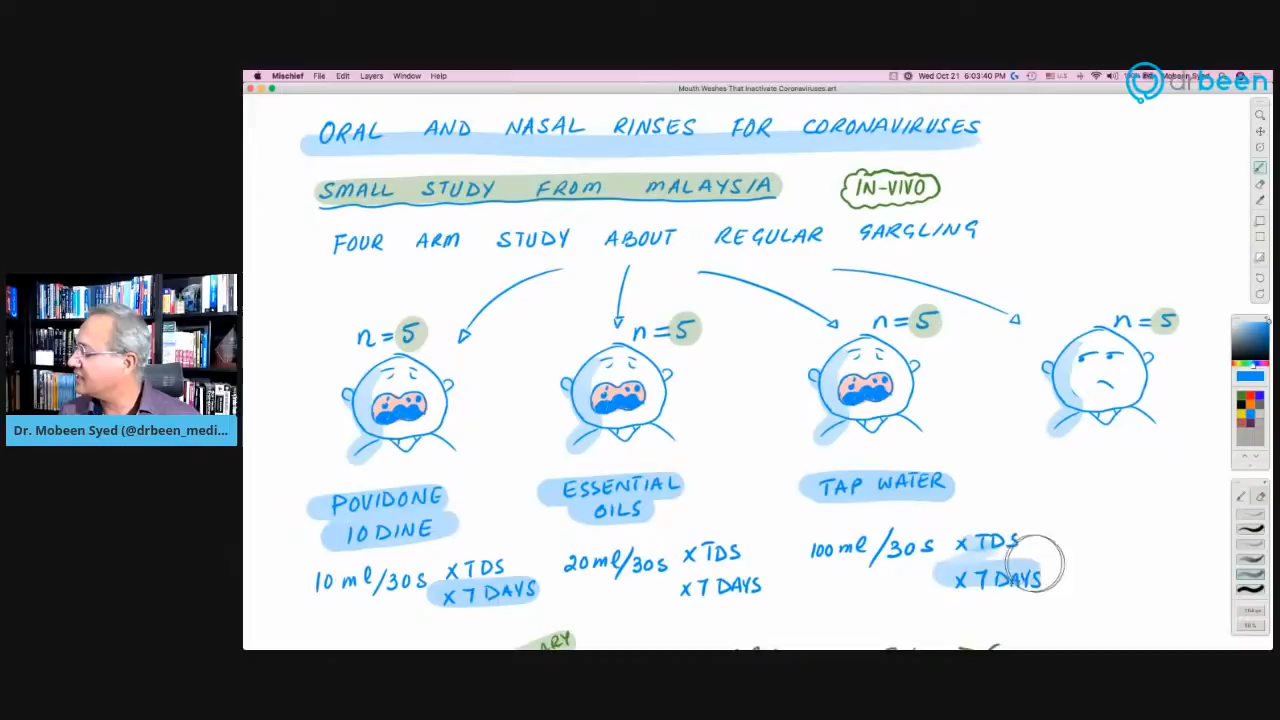 Mischief File Edit Layers Window Help
Wed Oct 21 6:03:40 PM
Mobeen Syed
drbeen
Mouth Weshes That Inactivate Coronaviruses.art
ORAL AND NASAL RINSES FOR CORONAVIRUSES
SMALL STUDY FROM MALAYSIA
IN-VIVO
FOUR ARM STUDY ABOUT REGULAR GARGLING
n=5
n=5
n=5
n=5
Dr. Mobeen Syed (@drbeen_medi...
POVIDONE
IODINE
10 ml/30s
X TDS
X 7 DAYS
ESSENTIAL
OILS
20 ml/30s
X TDS
X 7 DAYS
TAP WATER
100 ml/30s
X TDS
X 7 DAYS